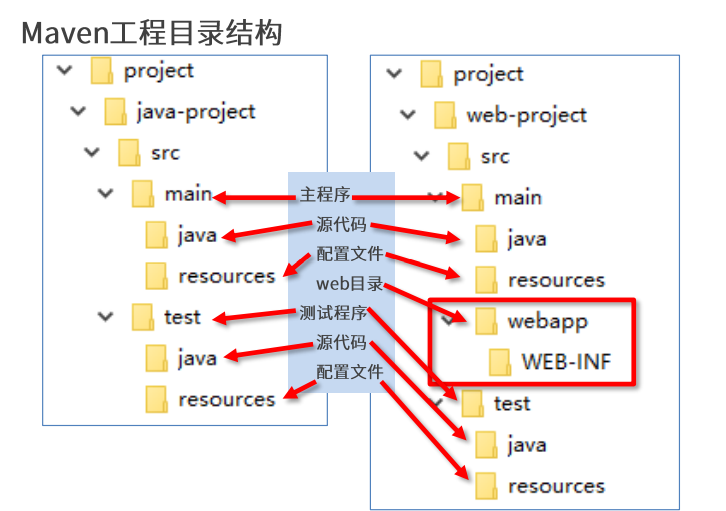 Maven工程目录结构
project
java-project
src
main
java
resources
test
java
resources
主程序
源代码
配置文件
web目录
测试程序
源代码
配置文件
project
web-project
src
main
java
resources
webapp
WEB-INF
test
java
resources